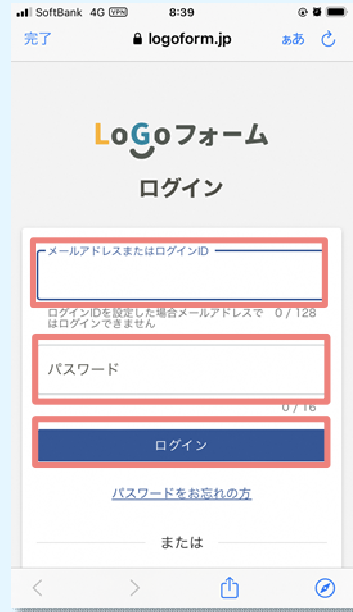 SoftBank 4G VPN 8:39
完了 logoform.jp ああ
LoGoフォーム
ログイン
メールアドレスまたはログインID
ログインIDを設定した場合メールアドレスで 0 / 128
はログインできません
パスワード
0 / 16
ログイン
パスワードをお忘れの方
または